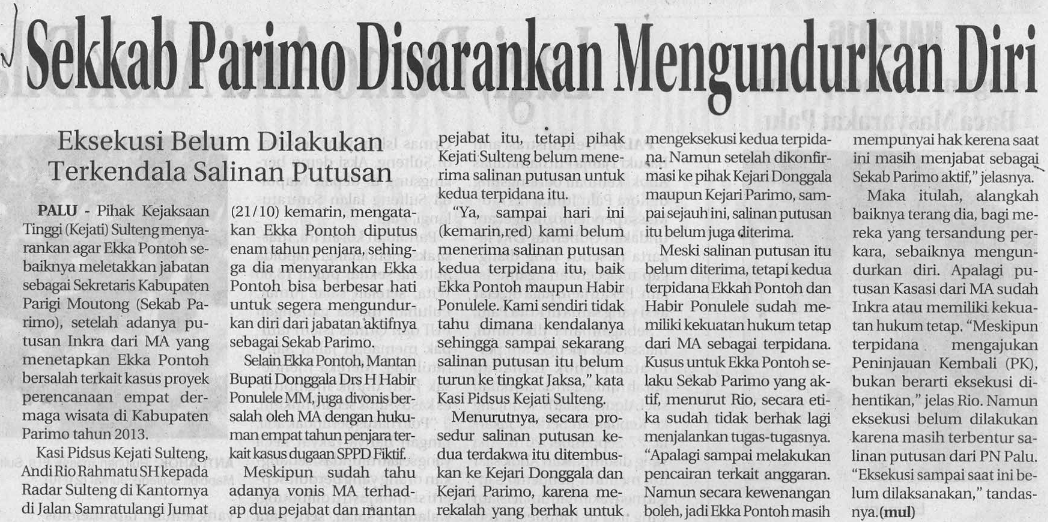 Sekkab Parimo Disarankan Mengundurkan Diri
Eksekusi Belum Dilakukan
Terkendala Salinan Putusan
PALU - Pihak Kejaksaan
Tinggi (Kejati) Sulteng menya-
rankan agar Ekka Pontoh se-
baiknya meletakkan jabatan
sebagai Sekretaris Kabupaten
Parigi Moutong (Sekab Pa-
rimo), setelah adanya pu-
tusan Inkra dari MA yang
menetapkan Ekka Pontoh
bersalah terkait kasus proyek
perencanaan empat der-
maga wisata di Kabupaten
Parimo tahun 2013.
Kasi Pidsus Kejati Sulteng,
Andi Rio Rahmatu SH kepada
Radar Sulteng di Kantornya
di Jalan Samratulangi Jumat
(21/10) kemarin, mengata-
kan Ekka Pontoh diputus
enam tahun penjara, sehing-
ga dia menyarankan Ekka
Pontoh bisa berbesar hati
untuk segera mengundur-
kan diri dari jabatan aktifnya
sebagai Sekab Parimo.
Selain Ekka Pontoh, Mantan
Bupati Donggala Drs H Habir
Ponulele MM, juga divonis ber-
salah oleh MA dengan huku-
man empat tahun penjara ter-
kait kasus dugaan SPPD Fiktif.
Meskipun sudah tahu
adanya vonis MA terhad-
ap dua pejabat dan mantan
pejabat itu, tetapi pihak
Kejati Sulteng belum mene-
rima salinan putusan untuk
kedua terpidana itu.
"Ya, sampai hari ini
(kemarin,red) kami belum
menerima salinan putusan
kedua terpidana itu, baik
Ekka Pontoh maupun Habir
Ponulele. Kami sendiri tidak
tahu dimana kendalanya
sehingga sampai sekarang
salinan putusan itu belum
turun ke tingkat Jaksa," kata
Kasi Pidsus Kejati Sulteng.
Menurutnya, secara pro-
sedur salinan putusan ke-
dua terdakwa itu ditembus-
kan ke Kejari Donggala dan
Kejari Parimo, karena me-
rekalah yang berhak untuk
mengeksekusi kedua terpida-
na. Namun setelah dikonfir-
masi ke pihak Kejari Donggala
maupun Kejari Parimo, sam-
pai sejauh ini, salinan putusan
itu belum juga diterima.
Meski salinan putusan itu
belum diterima, tetapi kedua
terpidana Ekkah Pontoh dan
Habir Ponulele sudah me-
miliki kekuatan hukum tetap
dari MA sebagai terpidana.
Kusus untuk Ekka Pontoh se-
laku Sekab Parimo yang ak-
tif, menurut Rio, secara eti-
ka sudah tidak berhak lagi
menjalankan tugas-tugasnya.
"Apalagi sampai melakukan
pencairan terkait anggaran.
Namun secara kewenangan
boleh, jadi Ekka Pontoh masih
mempunyai hak kerena saat
ini masih menjabat sebagai
Sekab Parimo aktif," jelasnya.
Maka itulah, alangkah
baiknya terang dia, bagi me-
reka yang tersandung per-
kara, sebaiknya mengun-
durkan diri. Apalagi pu-
tusan Kasasi dari MA sudah
Inkra atau memiliki kekua-
tan hukum tetap. "Meskipun
terpidana mengajukan
Peninjauan Kembali (PK),
bukan berarti eksekusi di-
hentikan," jelas Rio. Namun
eksekusi belum dilakukan
karena masih terbentur sa-
linan putusan dari PN Palu.
"Eksekusi sampai saat ini be-
lum dilaksanakan," tandas-
nya.(mul)